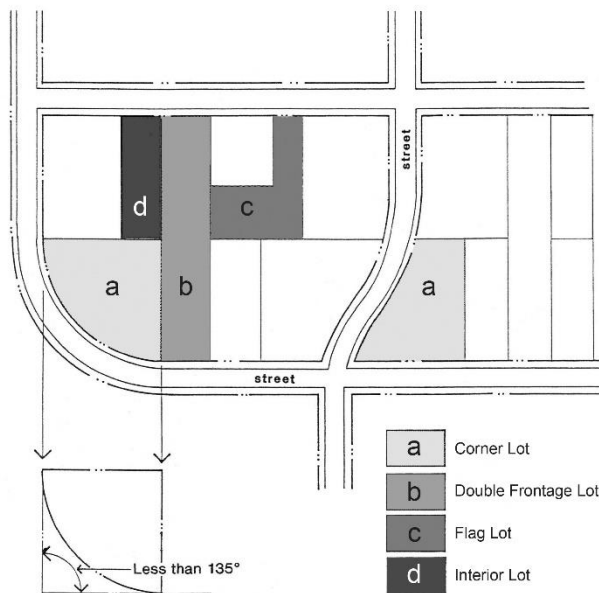 street
d
c
a
b
a
street
a Corner Lot
b Double Frontage Lot
c Flag Lot
d Interior Lot
Less than 135°